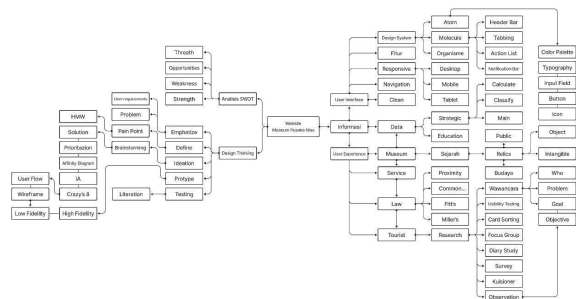 Threath
Opportunities
Weakness
Strength
Analisis SWOT
User requirements
Problem
Pain Point
Brainstorming
HMW
Solution
Prioritazion
Affinity Diagram
IA
Crazy's 8
User Flow
Wireframe
Low Fidelity
High Fidelity
Emphatize
Define
Ideation
Protype
Testing
Literation
Design Thinking
Website
Museum Pusaka Nias
User Interface
Informasi
User Experience
Design System
Fitur
Responsive
Navigation
Clean
Data
Museum
Service
Law
Tourist
Atom
Molecule
Organisme
Desktop
Mobile
Tablet
Strategic
Education
Sejarah
Proximity
Common...
Fitt's
Miller's
Research
Header Bar
Tabbing
Action List
Notification Bar
Calculate
Classify
Main
Public
Relics
Budaya
Wawancara
Usibility Testing
Card Sorting
Focus Group
Diary Study
Survey
Kuisioner
Observation
Color Palette
Typography
Input Field
Button
Icon
Object
Intangible
Who
Problem
Goal
Objective